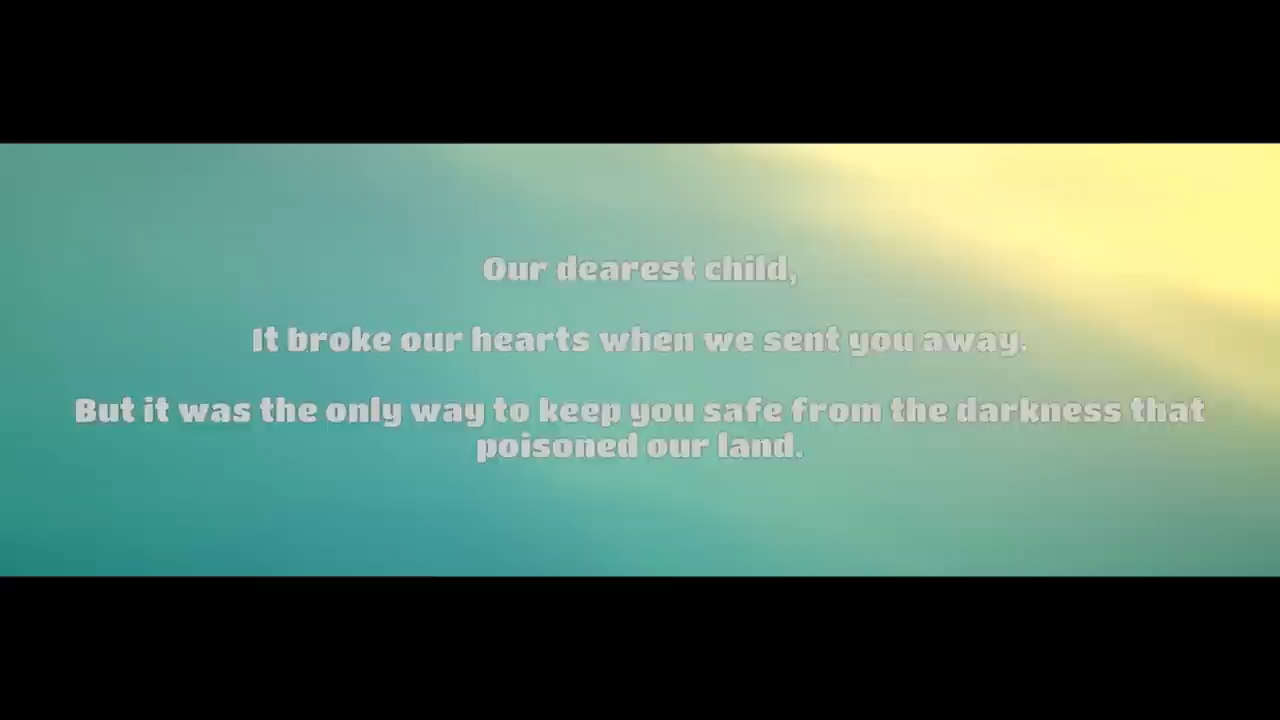 Our dearest child,
It broke our hearts when we sent you away.
But it was the only way to keep you safe from the darkness that
poisoned our land.